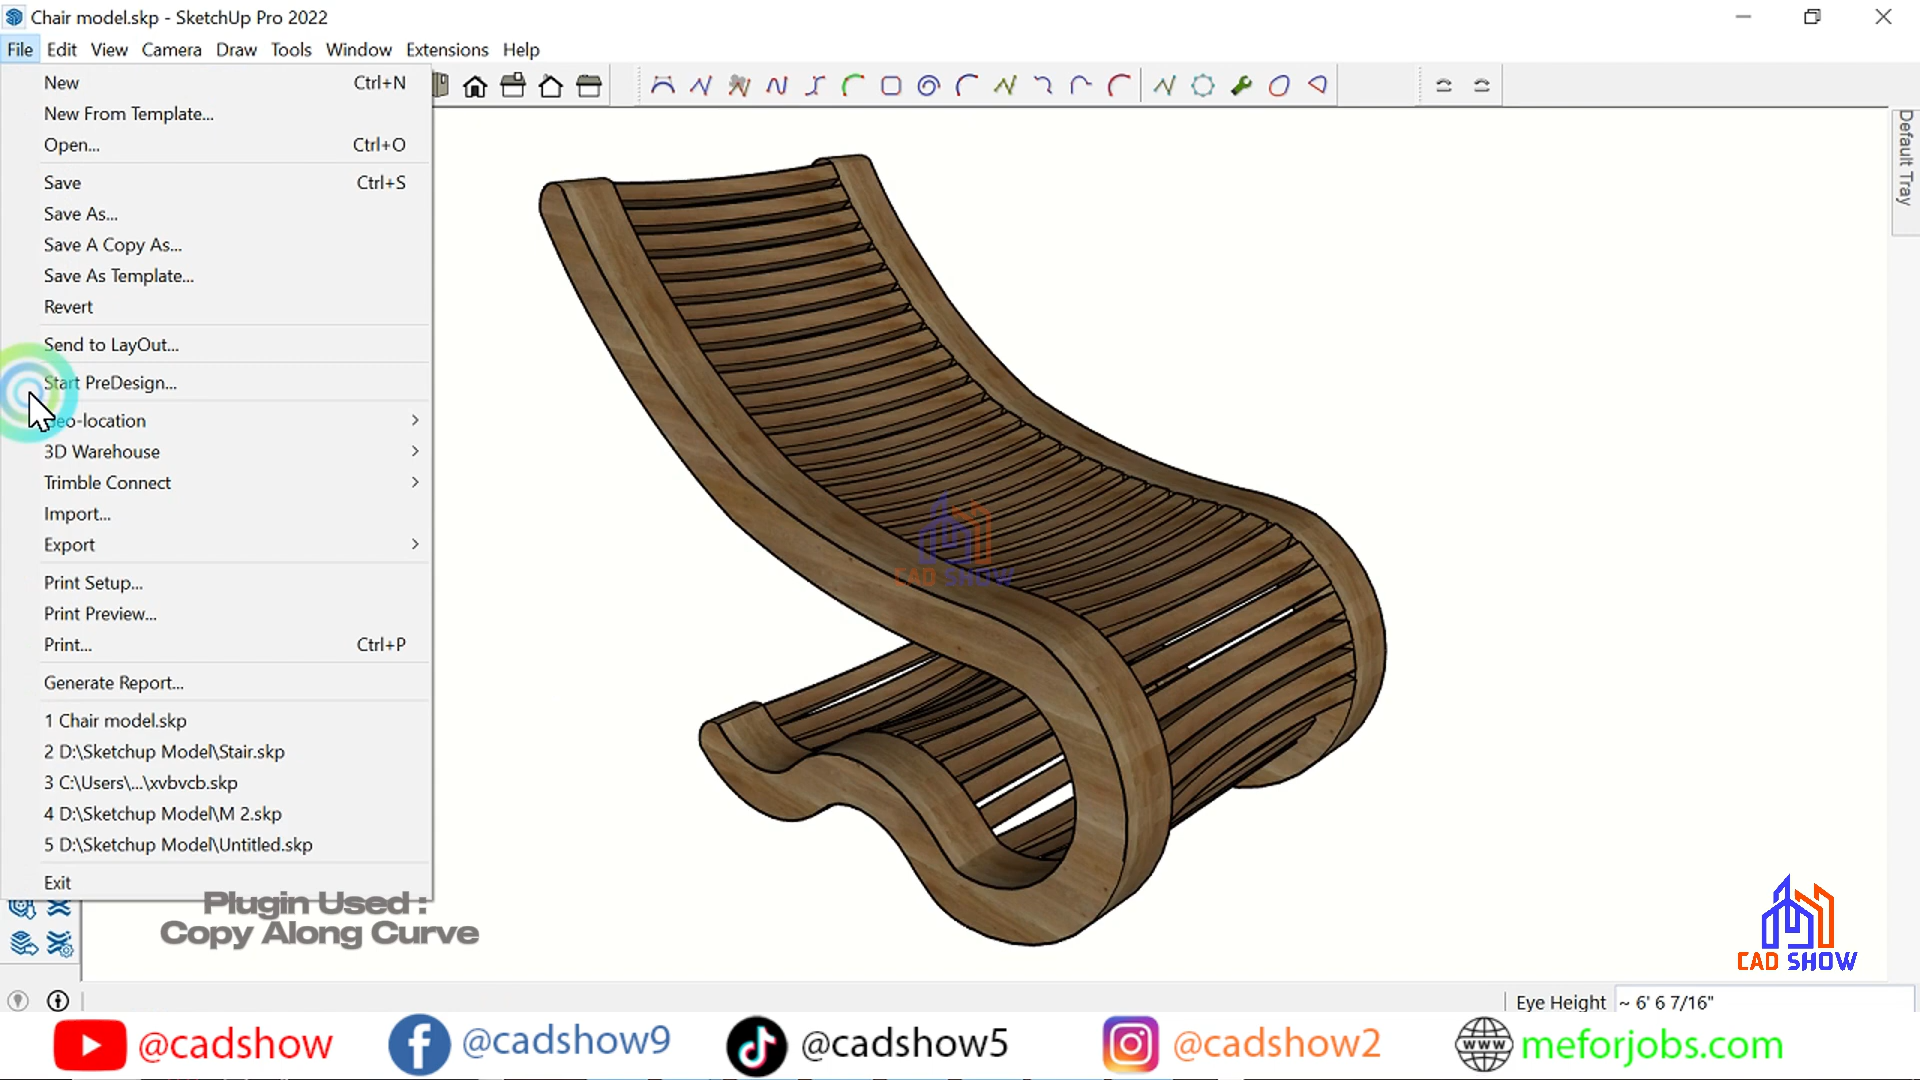 Chair model.skp - SketchUp Pro 2022
File Edit View Camera Draw Tools Window Extensions Help
New Ctrl+N
New From Template...
Open... Ctrl+O
Save Ctrl+S
Save As...
Save A Copy As...
Save As Template...
Revert
Send to LayOut...
Start PreDesign...
eo-location
3D Warehouse
Trimble Connect
Import...
Export
Print Setup...
Print Preview...
Print... Ctrl+P
Generate Report...
1 Chair model.skp
2 D:\Sketchup Model\Stair.skp
3 C:\Users\...\xvbvcb.skp
4 D:\Sketchup Model\M 2.skp
5 D:\Sketchup Model\Untitled.skp
Exit
Default Tray
CAD SHOW
Plugin Used :
Copy Along Curve
CAD SHOW
Eye Height ~ 6' 6 7/16"
@cadshow @cadshow9 @cadshow5 @cadshow2 www meforjobs.com